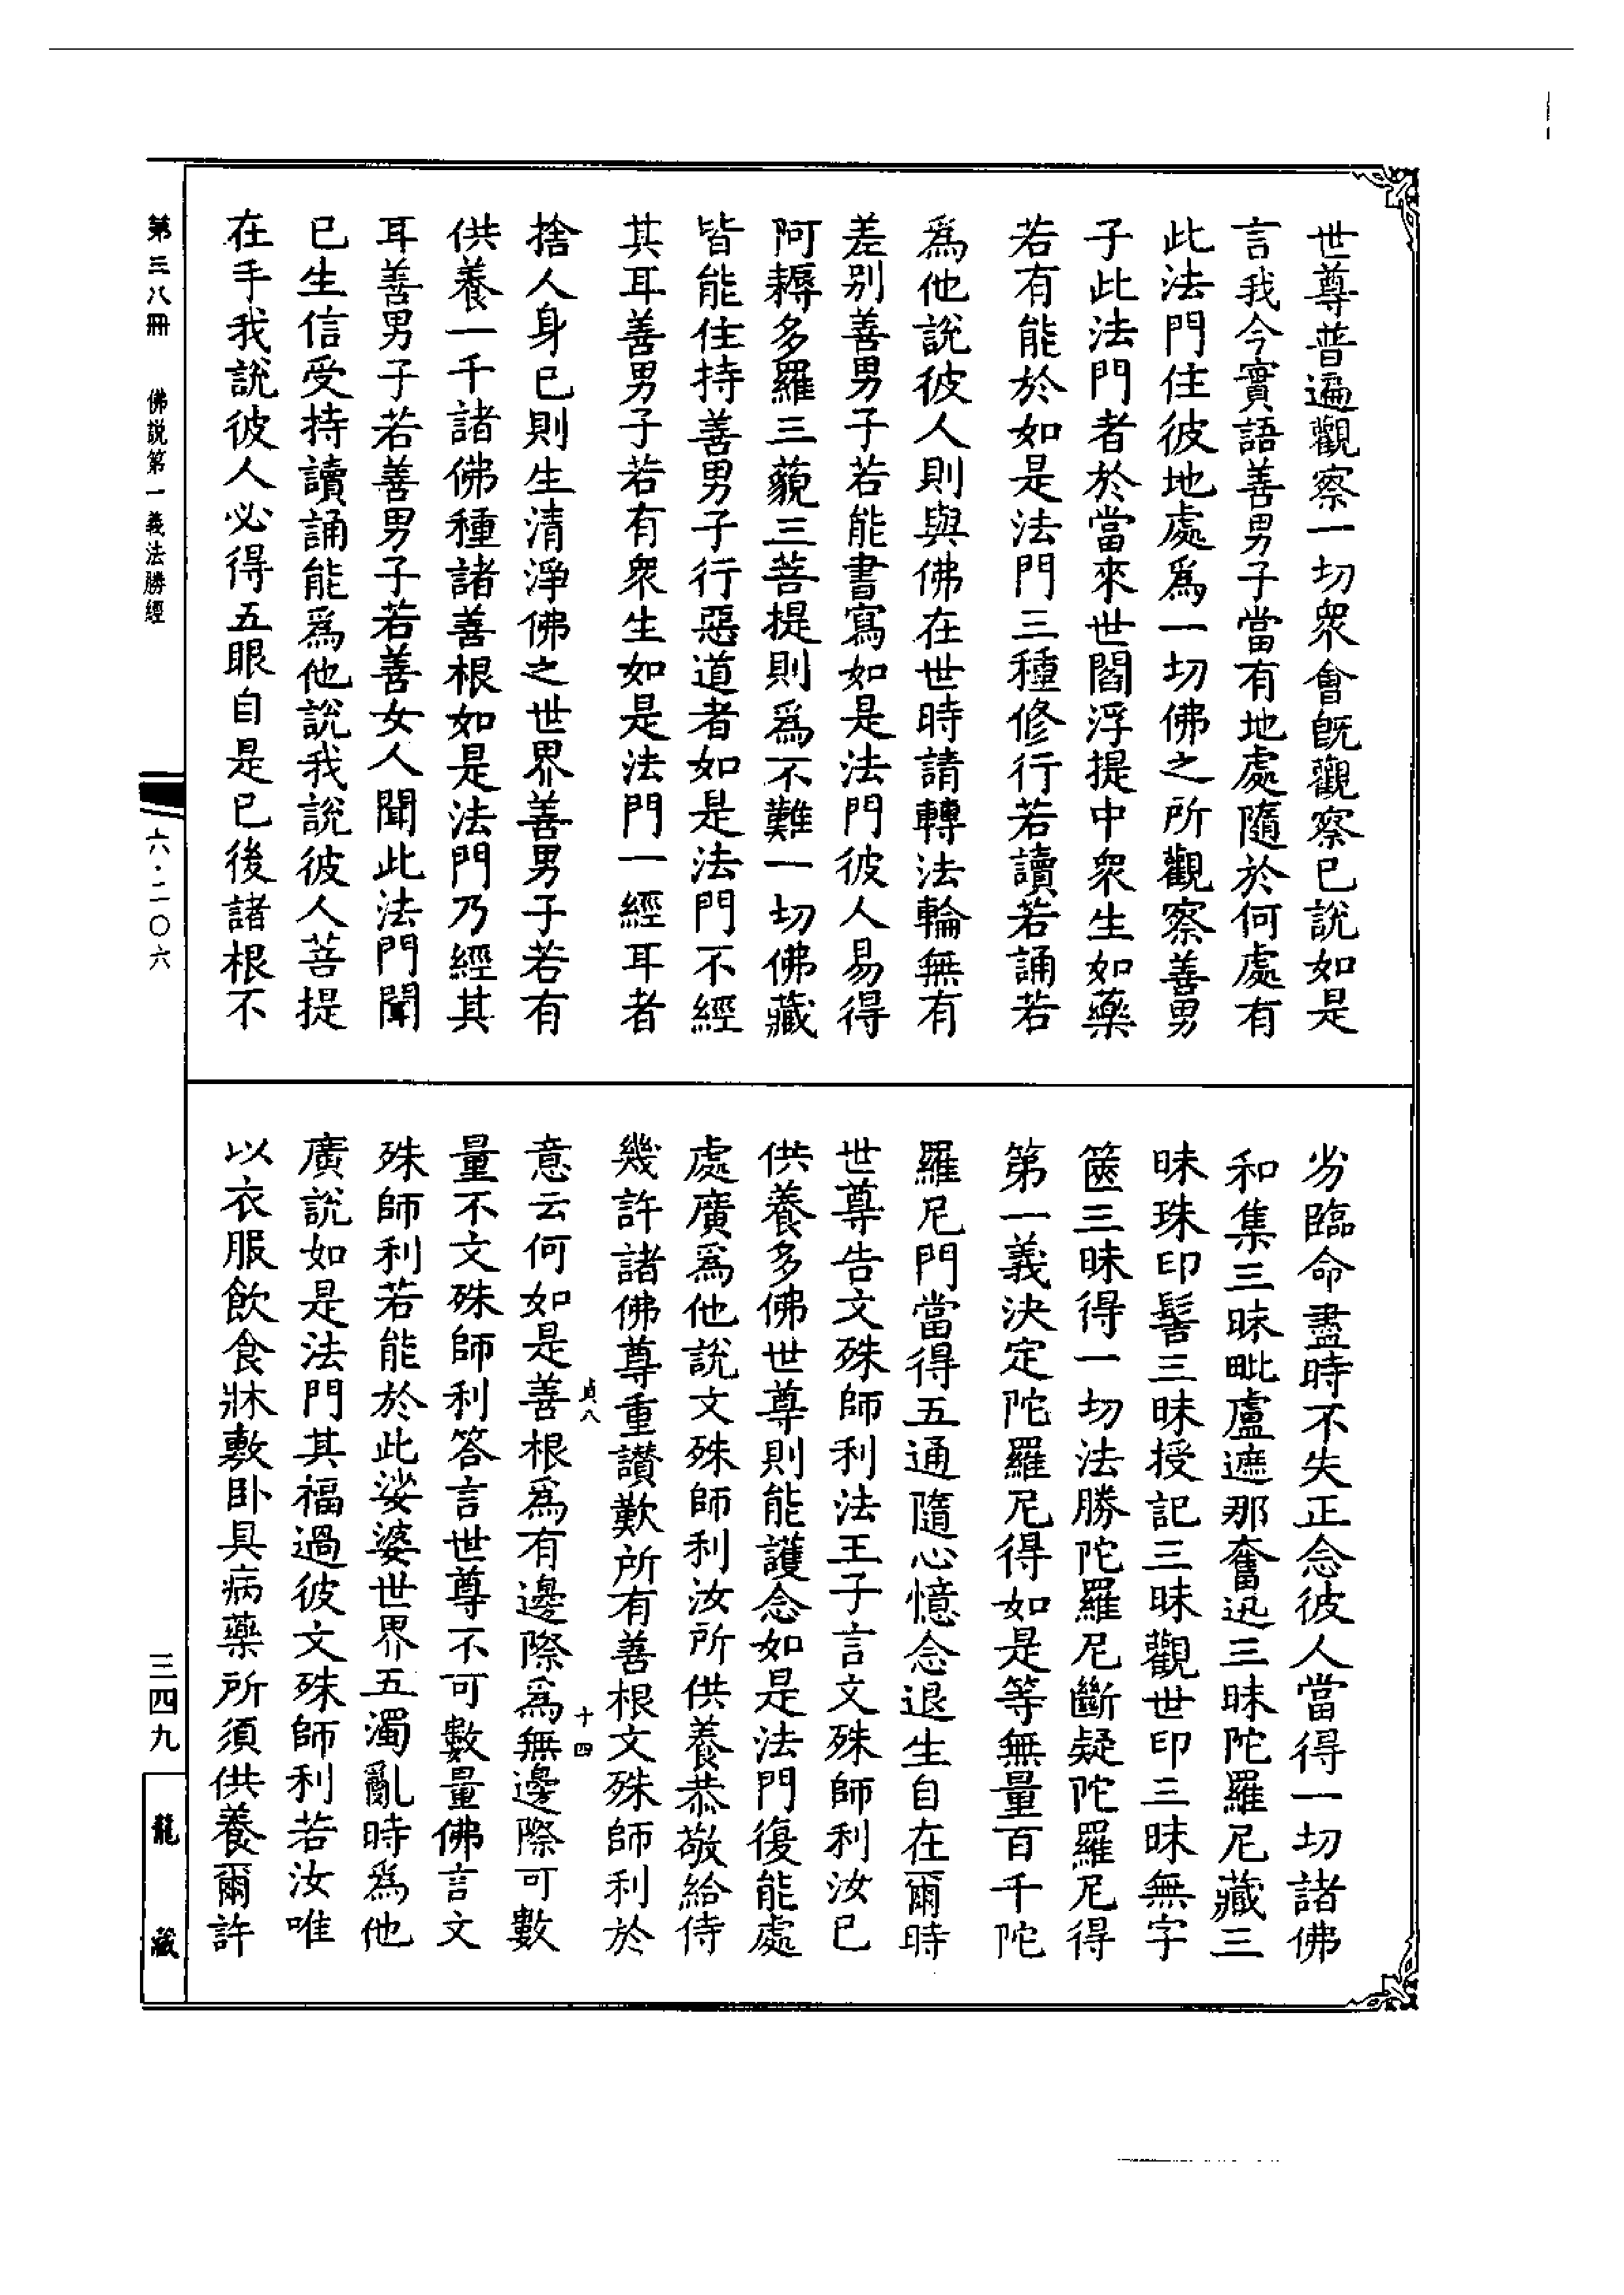 世尊普遍觀察一切衆會既觀察已說如是
言我今實語善男子當有地處隨於何處有
此法門住彼地處爲一切佛之所觀察善男
子此法門者於當來世閻浮提中衆生如藥
若有能於如是法門三種修行若讀若誦若
爲他說彼人則與佛在世時請轉法輪無有
差别善男子若能書寫如是法門彼人易得
阿耨多羅三藐三菩提則爲不難一切佛藏
皆能住持善男子行惡道者如是法門不經
其耳善男子若有衆生如是法門一經耳者
捨人身已則生清淨佛之世界善男子若有
供養一千諸佛種諸善根如是法門乃經其
耳善男子若善男子若善女人聞此法門聞
已生信受持讀誦能爲他說我說彼人菩提
在手我說彼人必得五眼自是已後諸根不
劣臨命盡時不失正念彼人當得一切諸佛
和集三昧毗盧遮那奮迅三昧陀羅尼藏三
昧珠印髻三昧授記三昧觀世印三昧無字
篋三昧得一切法勝陀羅尼斷疑陀羅尼得
第一義決定陀羅尼得如是等無量百千陀
羅尼門當得五通隨心憶念退生自在爾時
世尊告文殊師利法王子言文殊師利汝已
供養多佛世尊則能護念如是法門復能處
處廣爲他說文殊師利汝所供養恭敬給侍
幾許諸佛尊重讚歎所有善根文殊師利於
貞八 十四
意云何如是善根爲有邊際爲無邊際可數
量不文殊師利答言世尊不可數量佛言文
殊師利若能於此娑婆世界五濁亂時爲他
廣說如是法門其福過彼文殊師利若汝唯
以衣服飲食牀敷卧具病藥所須供養爾許
第三八冊 佛説第一義法勝經
六·二〇六
三四九
龍藏